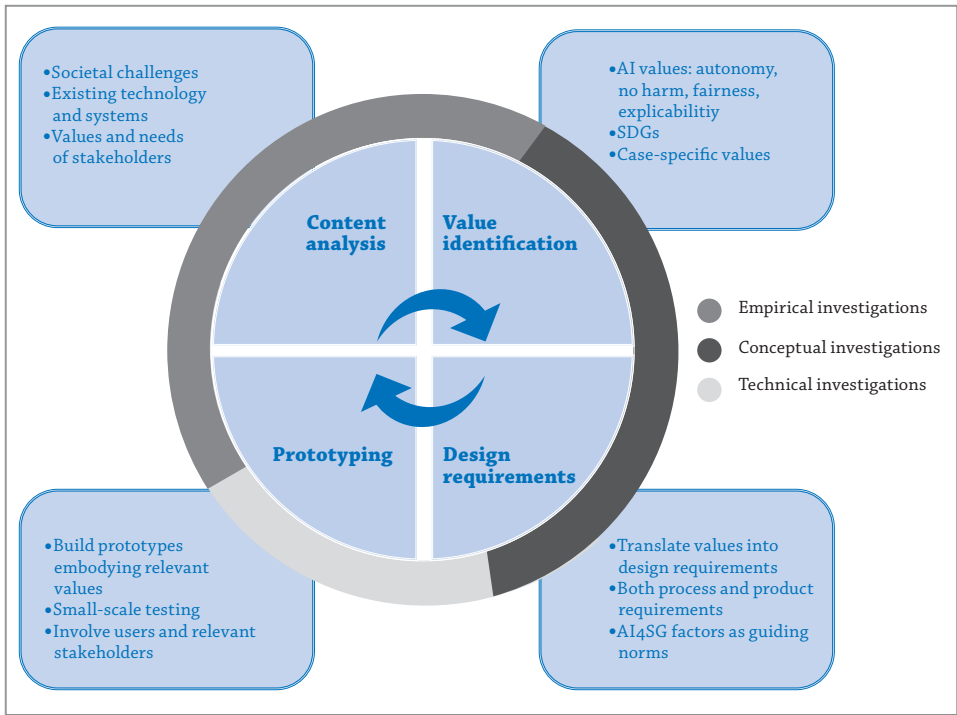 •Societal challenges
•Existing technology
and systems
•Values and needs
of stakeholders
•AI values: autonomy,
no harm, fairness,
explicabilitiy
•SDGs
•Case-specific values
Content
analysis
Value
identification
Empirical investigations
Conceptual investigations
Technical investigations
Prototyping
Design
requirements
•Build prototypes
embodying relevant
values
•Small-scale testing
•Involve users and relevant
stakeholders
•Translate values into
design requirements
•Both process and product
requirements
•AI4SG factors as guiding
norms